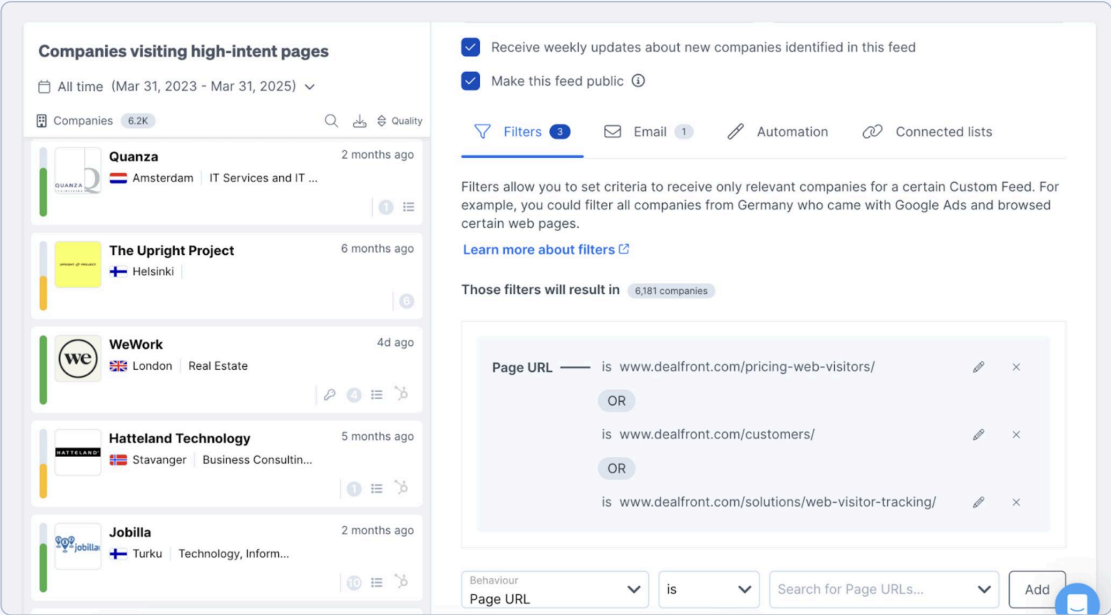 Companies visiting high-intent pages
All time (Mar 31, 2023 - Mar 31, 2025)
Companies 6.2K
Quality
QUANZA
Quanza
2 months ago
Amsterdam
IT Services and IT ...
1
UPRIGHT PROJECT
The Upright Project
6 months ago
Helsinki
6
we
WeWork
4d ago
London
Real Estate
4
HATTELAND
Hatteland Technology
5 months ago
Stavanger
Business Consultin...
1
jobilla
Jobilla
2 months ago
Turku
Technology, Inform...
10
Receive weekly updates about new companies identified in this feed
Make this feed public
Filters 3
Email 1
Automation
Connected lists
Filters allow you to set criteria to receive only relevant companies for a certain Custom Feed. For
example, you could filter all companies from Germany who came with Google Ads and browsed
certain web pages.
Learn more about filters
Those filters will result in 6,181 companies
Page URL is www.dealfront.com/pricing-web-visitors/
OR
is www.dealfront.com/customers/
OR
is www.dealfront.com/solutions/web-visitor-tracking/
Behaviour
Page URL
is
Search for Page URLs...
Add